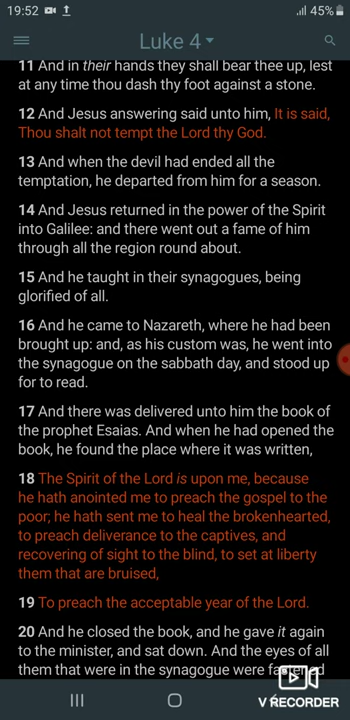 19:52
45%
Luke 4
11 And in their hands they shall bear thee up, lest
at any time thou dash thy foot against a stone.
12 And Jesus answering said unto him, It is said,
Thou shalt not tempt the Lord thy God.
13 And when the devil had ended all the
temptation, he departed from him for a season.
14 And Jesus returned in the power of the Spirit
into Galilee: and there went out a fame of him
through all the region round about.
15 And he taught in their synagogues, being
glorified of all.
16 And he came to Nazareth, where he had been
brought up: and, as his custom was, he went into
the synagogue on the sabbath day, and stood up
for to read.
17 And there was delivered unto him the book of
the prophet Esaias. And when he had opened the
book, he found the place where it was written,
18 The Spirit of the Lord is upon me, because
he hath anointed me to preach the gospel to the
poor; he hath sent me to heal the brokenhearted,
to preach deliverance to the captives, and
recovering of sight to the blind, to set at liberty
them that are bruised,
19 To preach the acceptable year of the Lord.
20 And he closed the book, and he gave it again
to the minister, and sat down. And the eyes of all
them that were in the synagogue were
V RECORDER